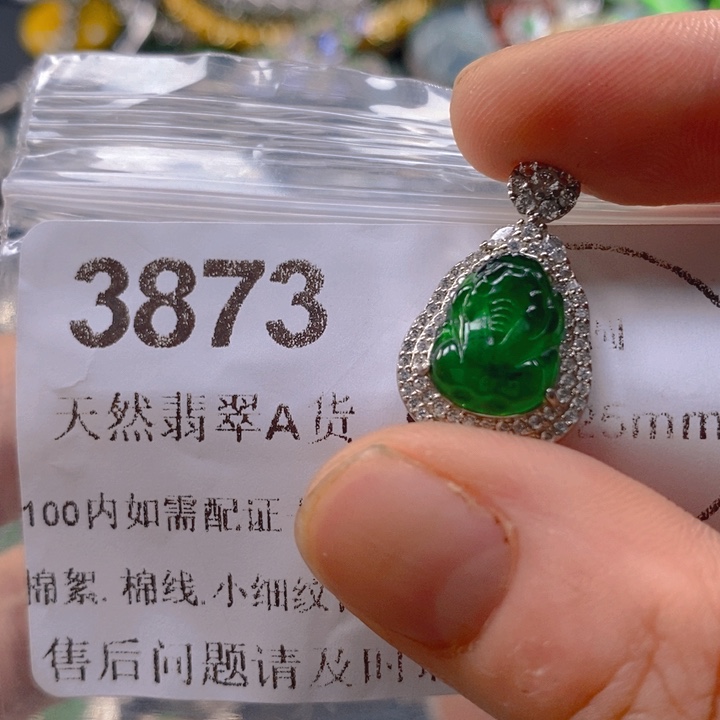 3873
天然翡翠A货 25mm
100内如需配证
棉絮. 棉线.小细纹
售后问题请及时